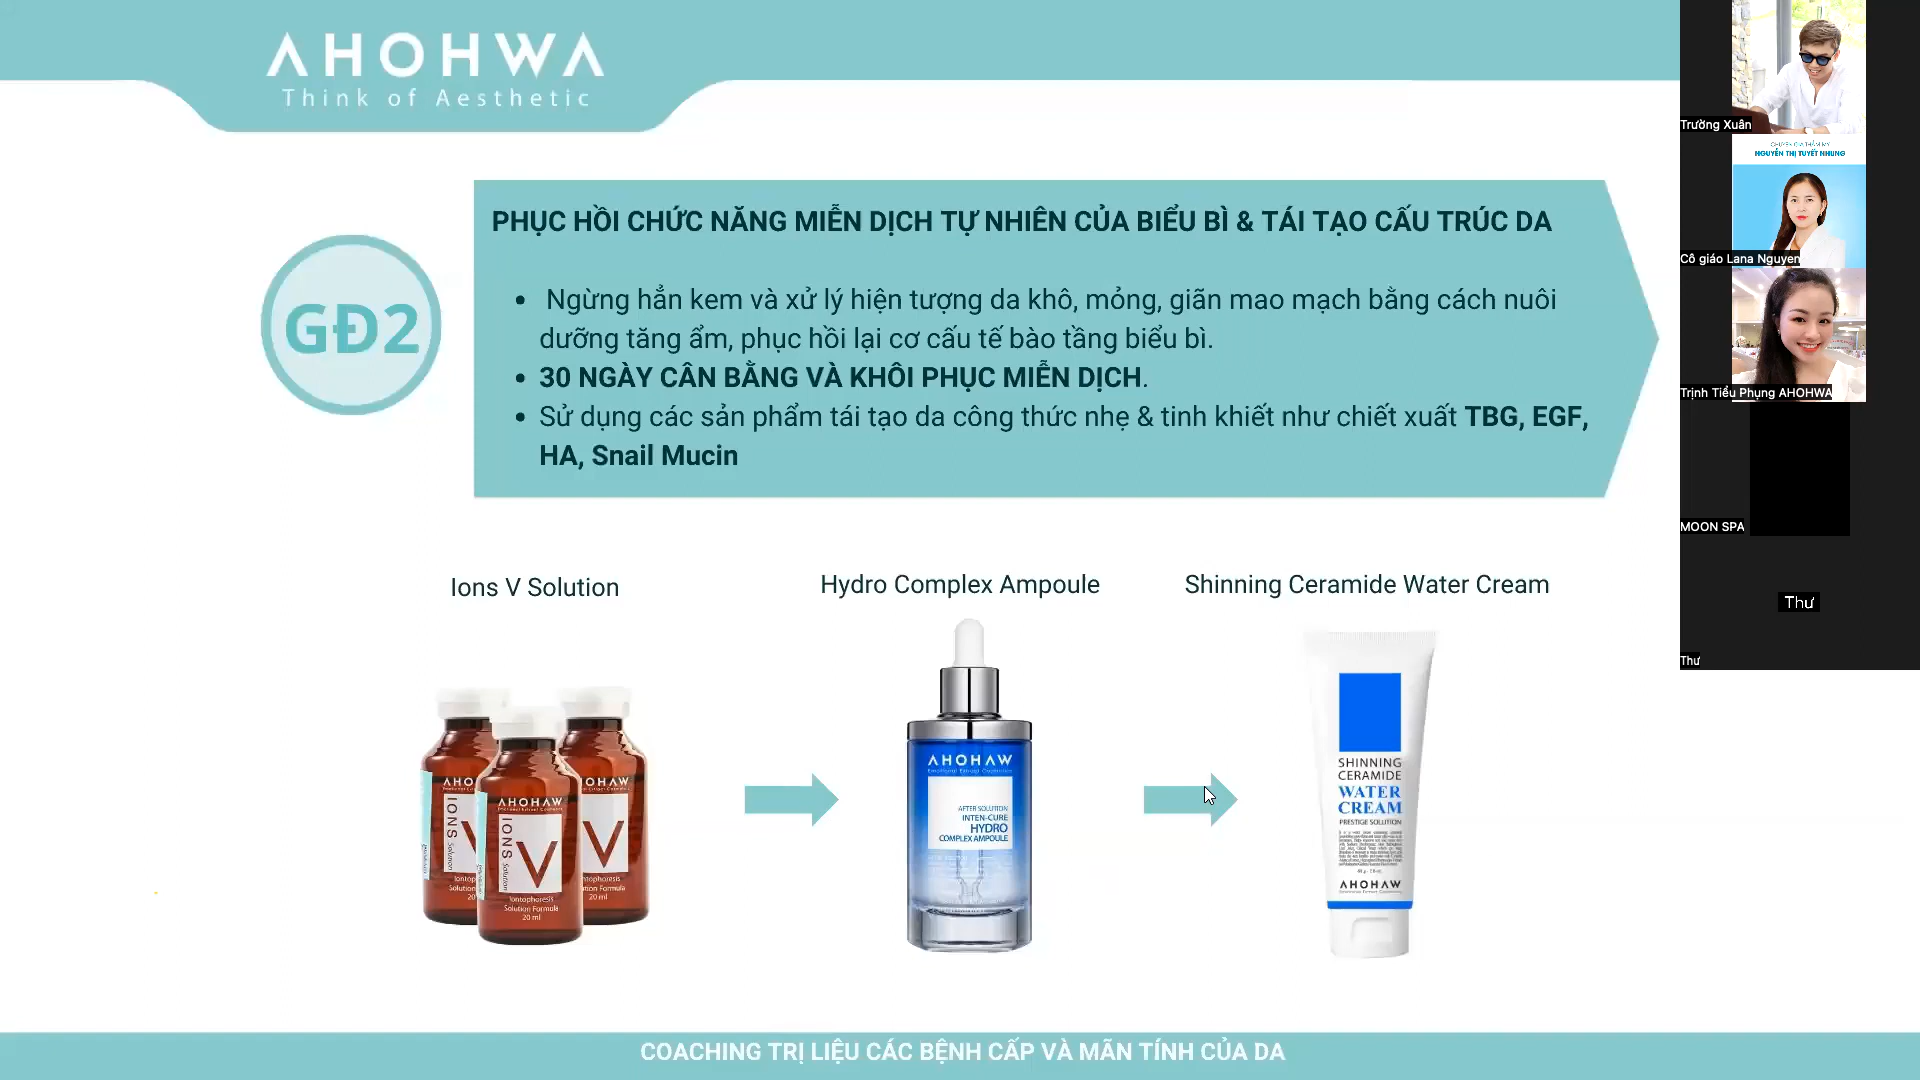 AHOHWA
Think of Aesthetic
GĐ2
PHỤC HỒI CHỨC NĂNG MIỄN DỊCH TỰ NHIÊN CỦA BIỂU BÌ & TÁI TẠO CẤU TRÚC DA
• Ngừng hẳn kem và xử lý hiện tượng da khô, mỏng, giãn mao mạch bằng cách nuôi
dưỡng tăng ẩm, phục hồi lại cơ cấu tế bào tầng biểu bì.
• 30 NGÀY CÂN BẰNG VÀ KHÔI PHỤC MIỄN DỊCH.
• Sử dụng các sản phẩm tái tạo da công thức nhẹ & tinh khiết như chiết xuất TBG, EGF,
HA, Snail Mucin
Ions V Solution
Hydro Complex Ampoule
Shinning Ceramide Water Cream
AHOHAW
IONS Solution
V
Iontophoresis
Solution Formula
20 ml
AHOHAW
Emotional Extract Cosmetics
AFTER SOLUTION
INTEN-CURE
HYDRO
COMPLEX AMPOULE
SHINNING
CERAMIDE
WATER
CREAM
PRESTIGE SOLUTION
AHOHAW
COACHING TRỊ LIỆU CÁC BỆNH CẤP VÀ MÃN TÍNH CỦA DA
Trường Xuân
CHUYÊN GIA THẨM MỸ
NGUYỄN THỊ TUYẾT NHUNG
Cô giáo Lana Nguyen
Trịnh Tiểu Phụng AHOHWA
MOON SPA
Thư
Thư